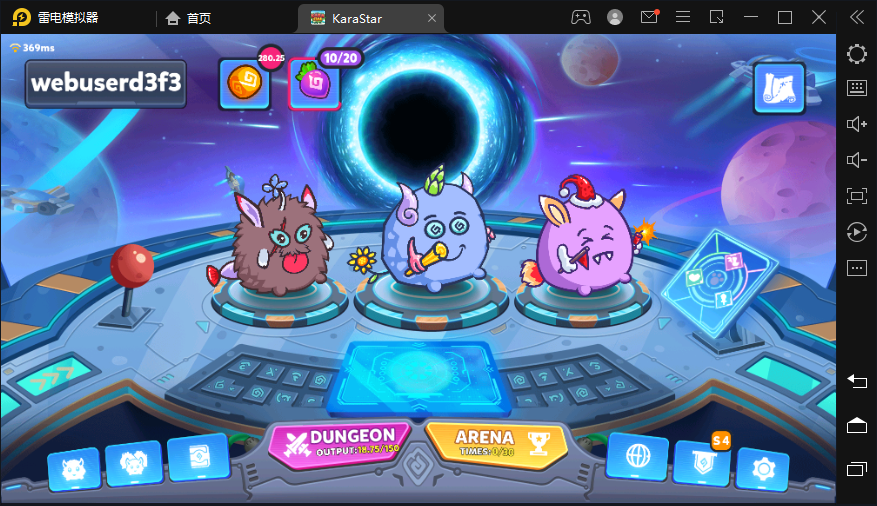 雷电模拟器
首页
KaraStar
369ms
webuserd3f3
280.25
10/20
DUNGEON
OUTPUT:18.75/150
ARENA
TIMES:0/30
S4